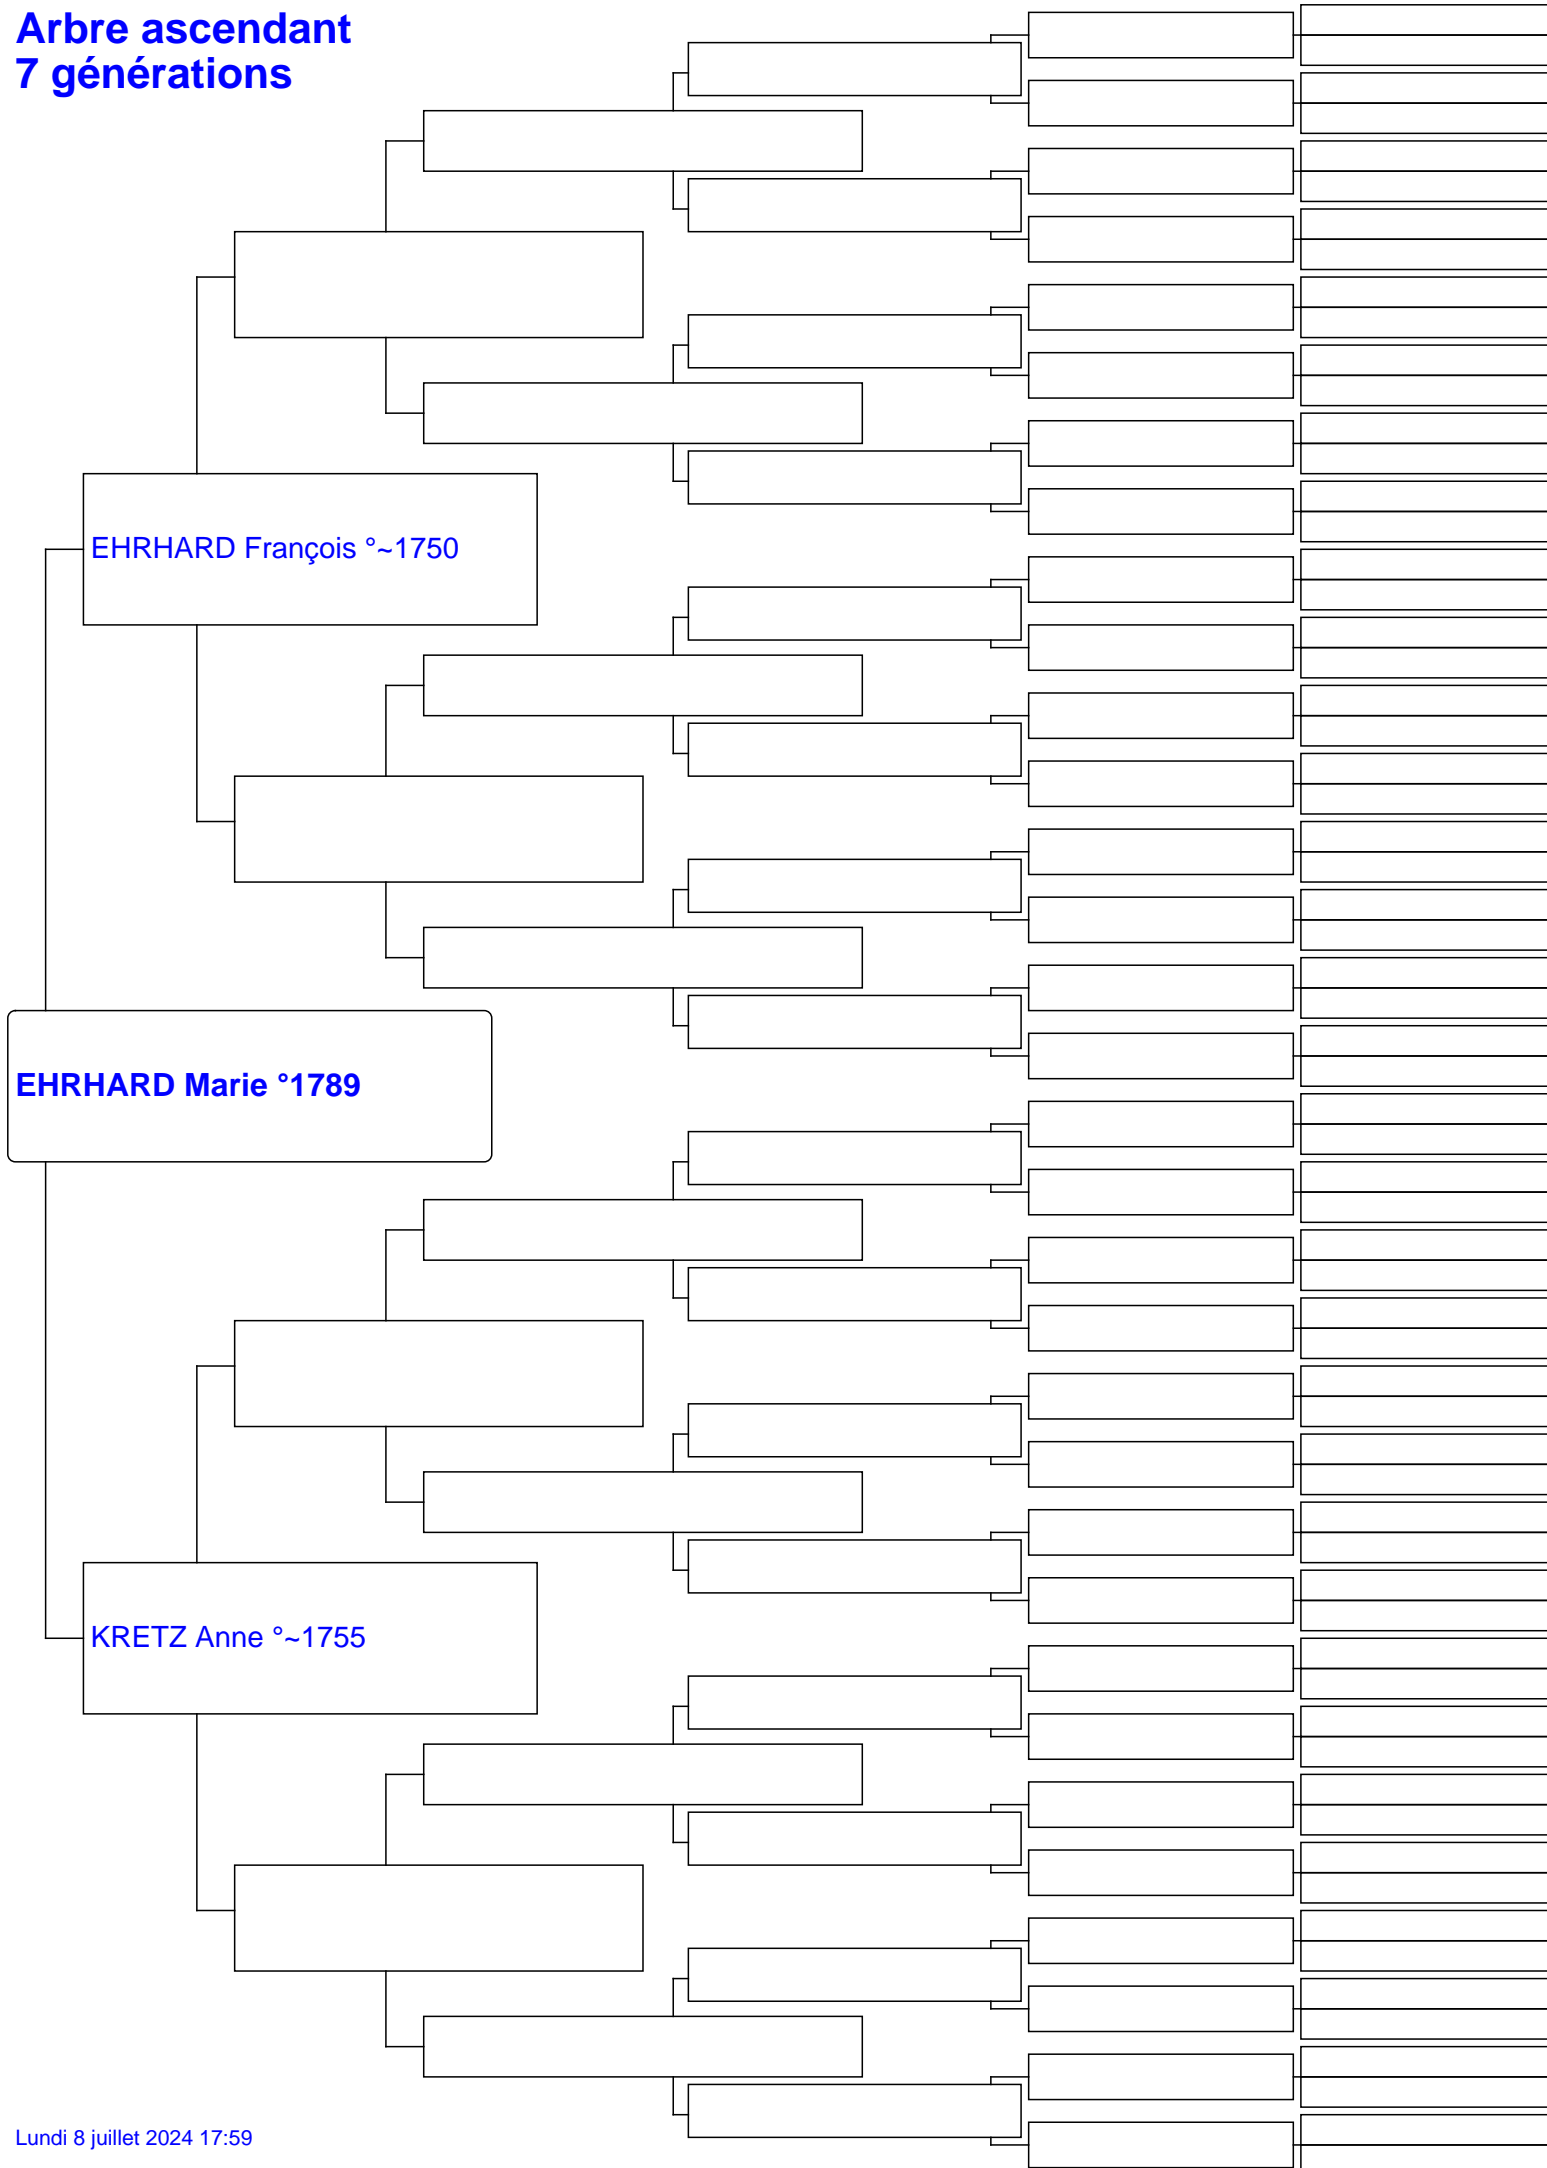 Arbre ascendant
7 générations
EHRHARD François °~1750
EHRHARD Marie °1789
KRETZ Anne °~1755
Lundi 8 juillet 2024 17:59